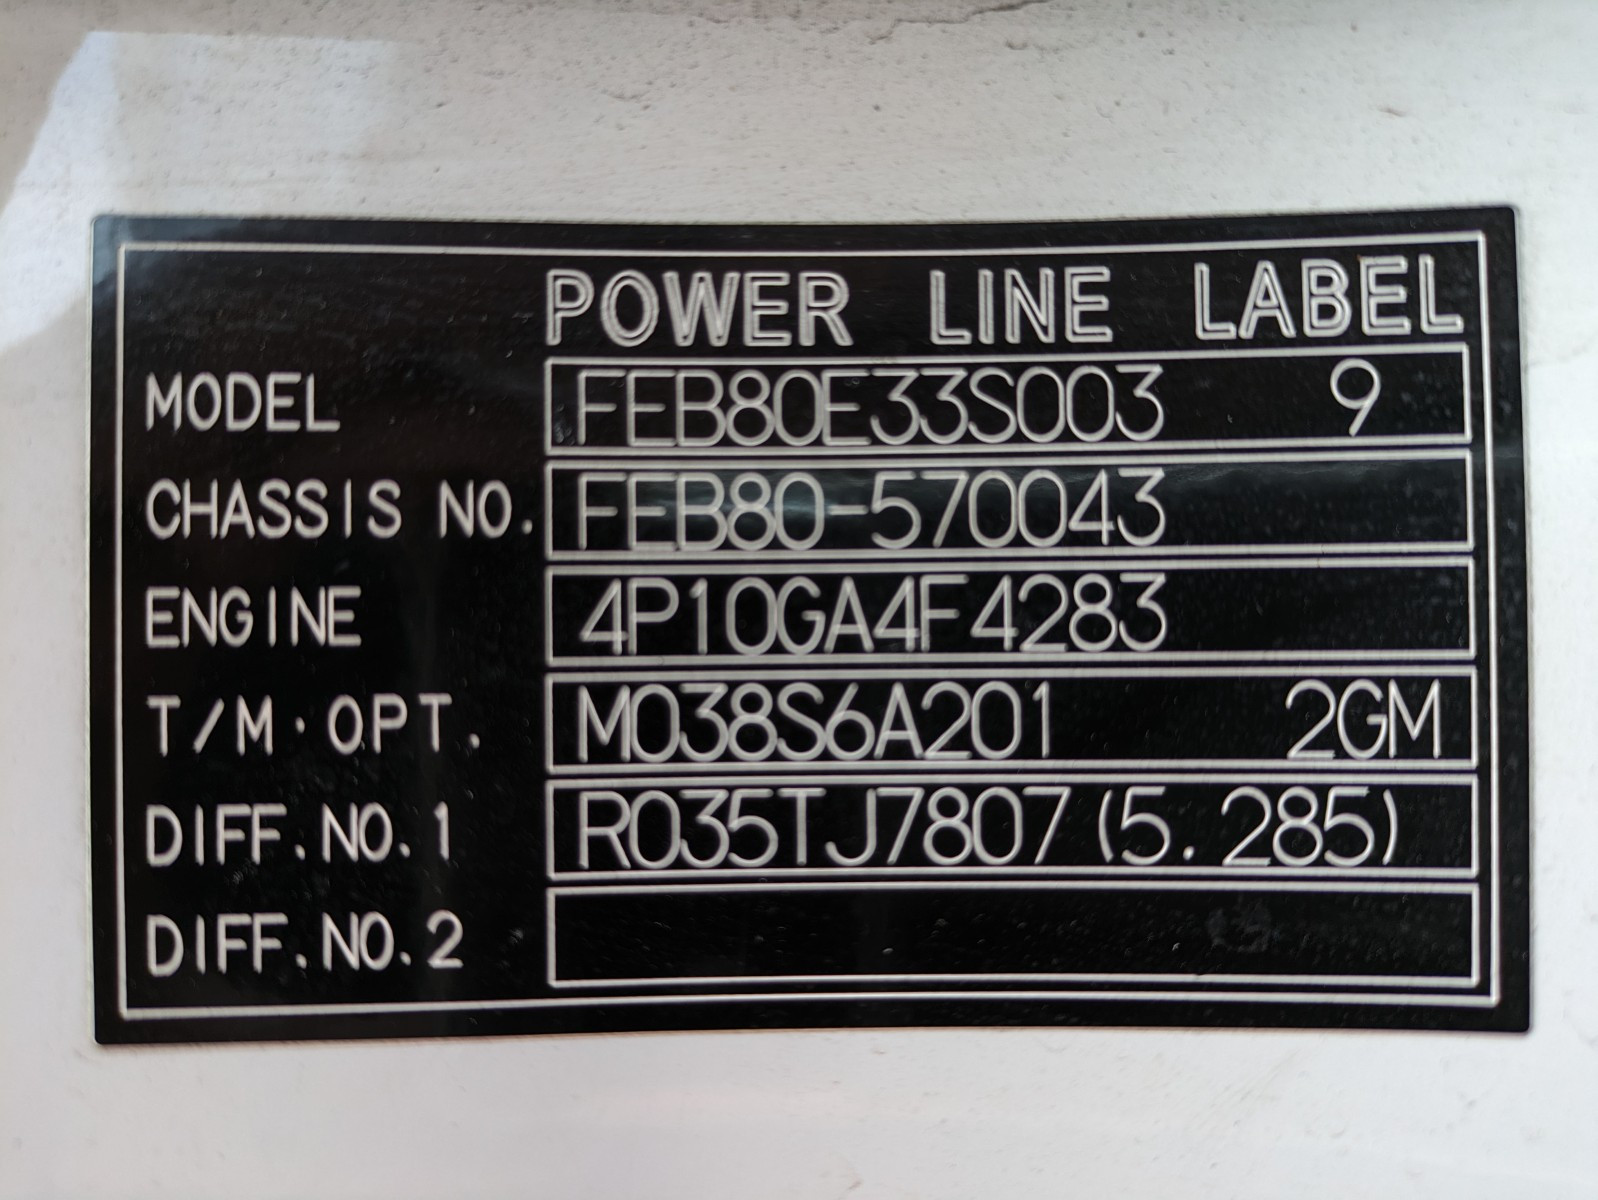 POWER LINE LABEL
MODEL FEB80E33S003 9
CHASSIS NO. FEB80-570043
ENGINE 4P10GA4F4283
T/M·OPT. M038S6A201 2GM
DIFF.NO.1 R035TJ7807(5.285)
DIFF.NO.2